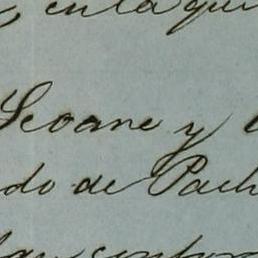 en la que
Seoane y
do de Pach